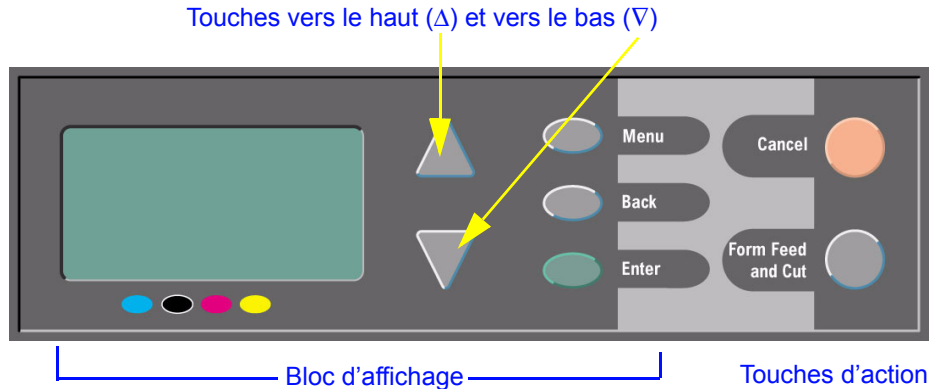 Touches vers le haut (∆) et vers le bas (∇)
Menu
Cancel
Back
Form Feed
and Cut
Enter
Bloc d’affichage
Touches d’action